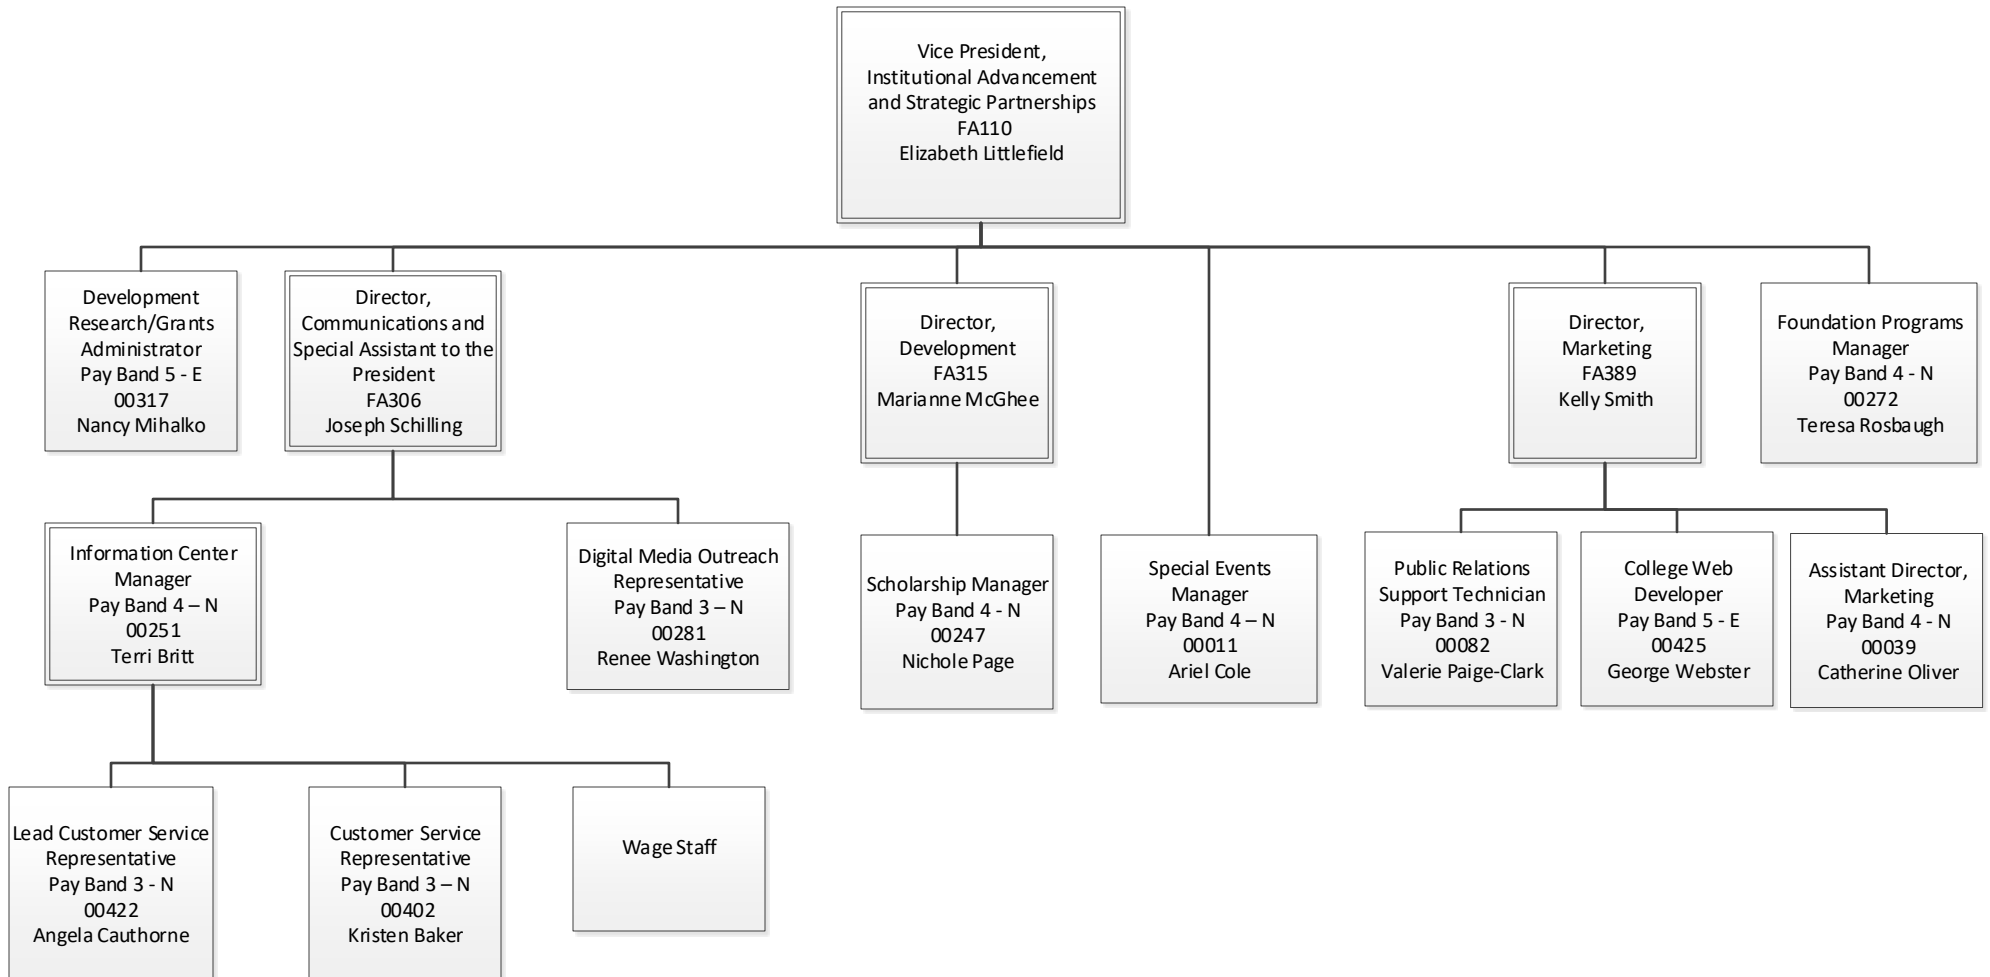 Vice President,
Institutional Advancement
and Strategic Partnerships
FA110
Elizabeth Littlefield
Development
Research/Grants
Administrator
Pay Band 5 - E
00317
Nancy Mihalko
Director,
Communications and
Special Assistant to the
President
FA306
Joseph Schilling
Director,
Development
FA315
Marianne McGhee
Director,
Marketing
FA389
Kelly Smith
Foundation Programs
Manager
Pay Band 4 - N
00272
Teresa Rosbaugh
Information Center
Manager
Pay Band 4 – N
00251
Terri Britt
Digital Media Outreach
Representative
Pay Band 3 – N
00281
Renee Washington
Scholarship Manager
Pay Band 4 - N
00247
Nichole Page
Special Events
Manager
Pay Band 4 – N
00011
Ariel Cole
Public Relations
Support Technician
Pay Band 3 - N
00082
Valerie Paige-Clark
College Web
Developer
Pay Band 5 - E
00425
George Webster
Assistant Director,
Marketing
Pay Band 4 - N
00039
Catherine Oliver
Lead Customer Service
Representative
Pay Band 3 - N
00422
Angela Cauthorne
Customer Service
Representative
Pay Band 3 – N
00402
Kristen Baker
Wage Staff